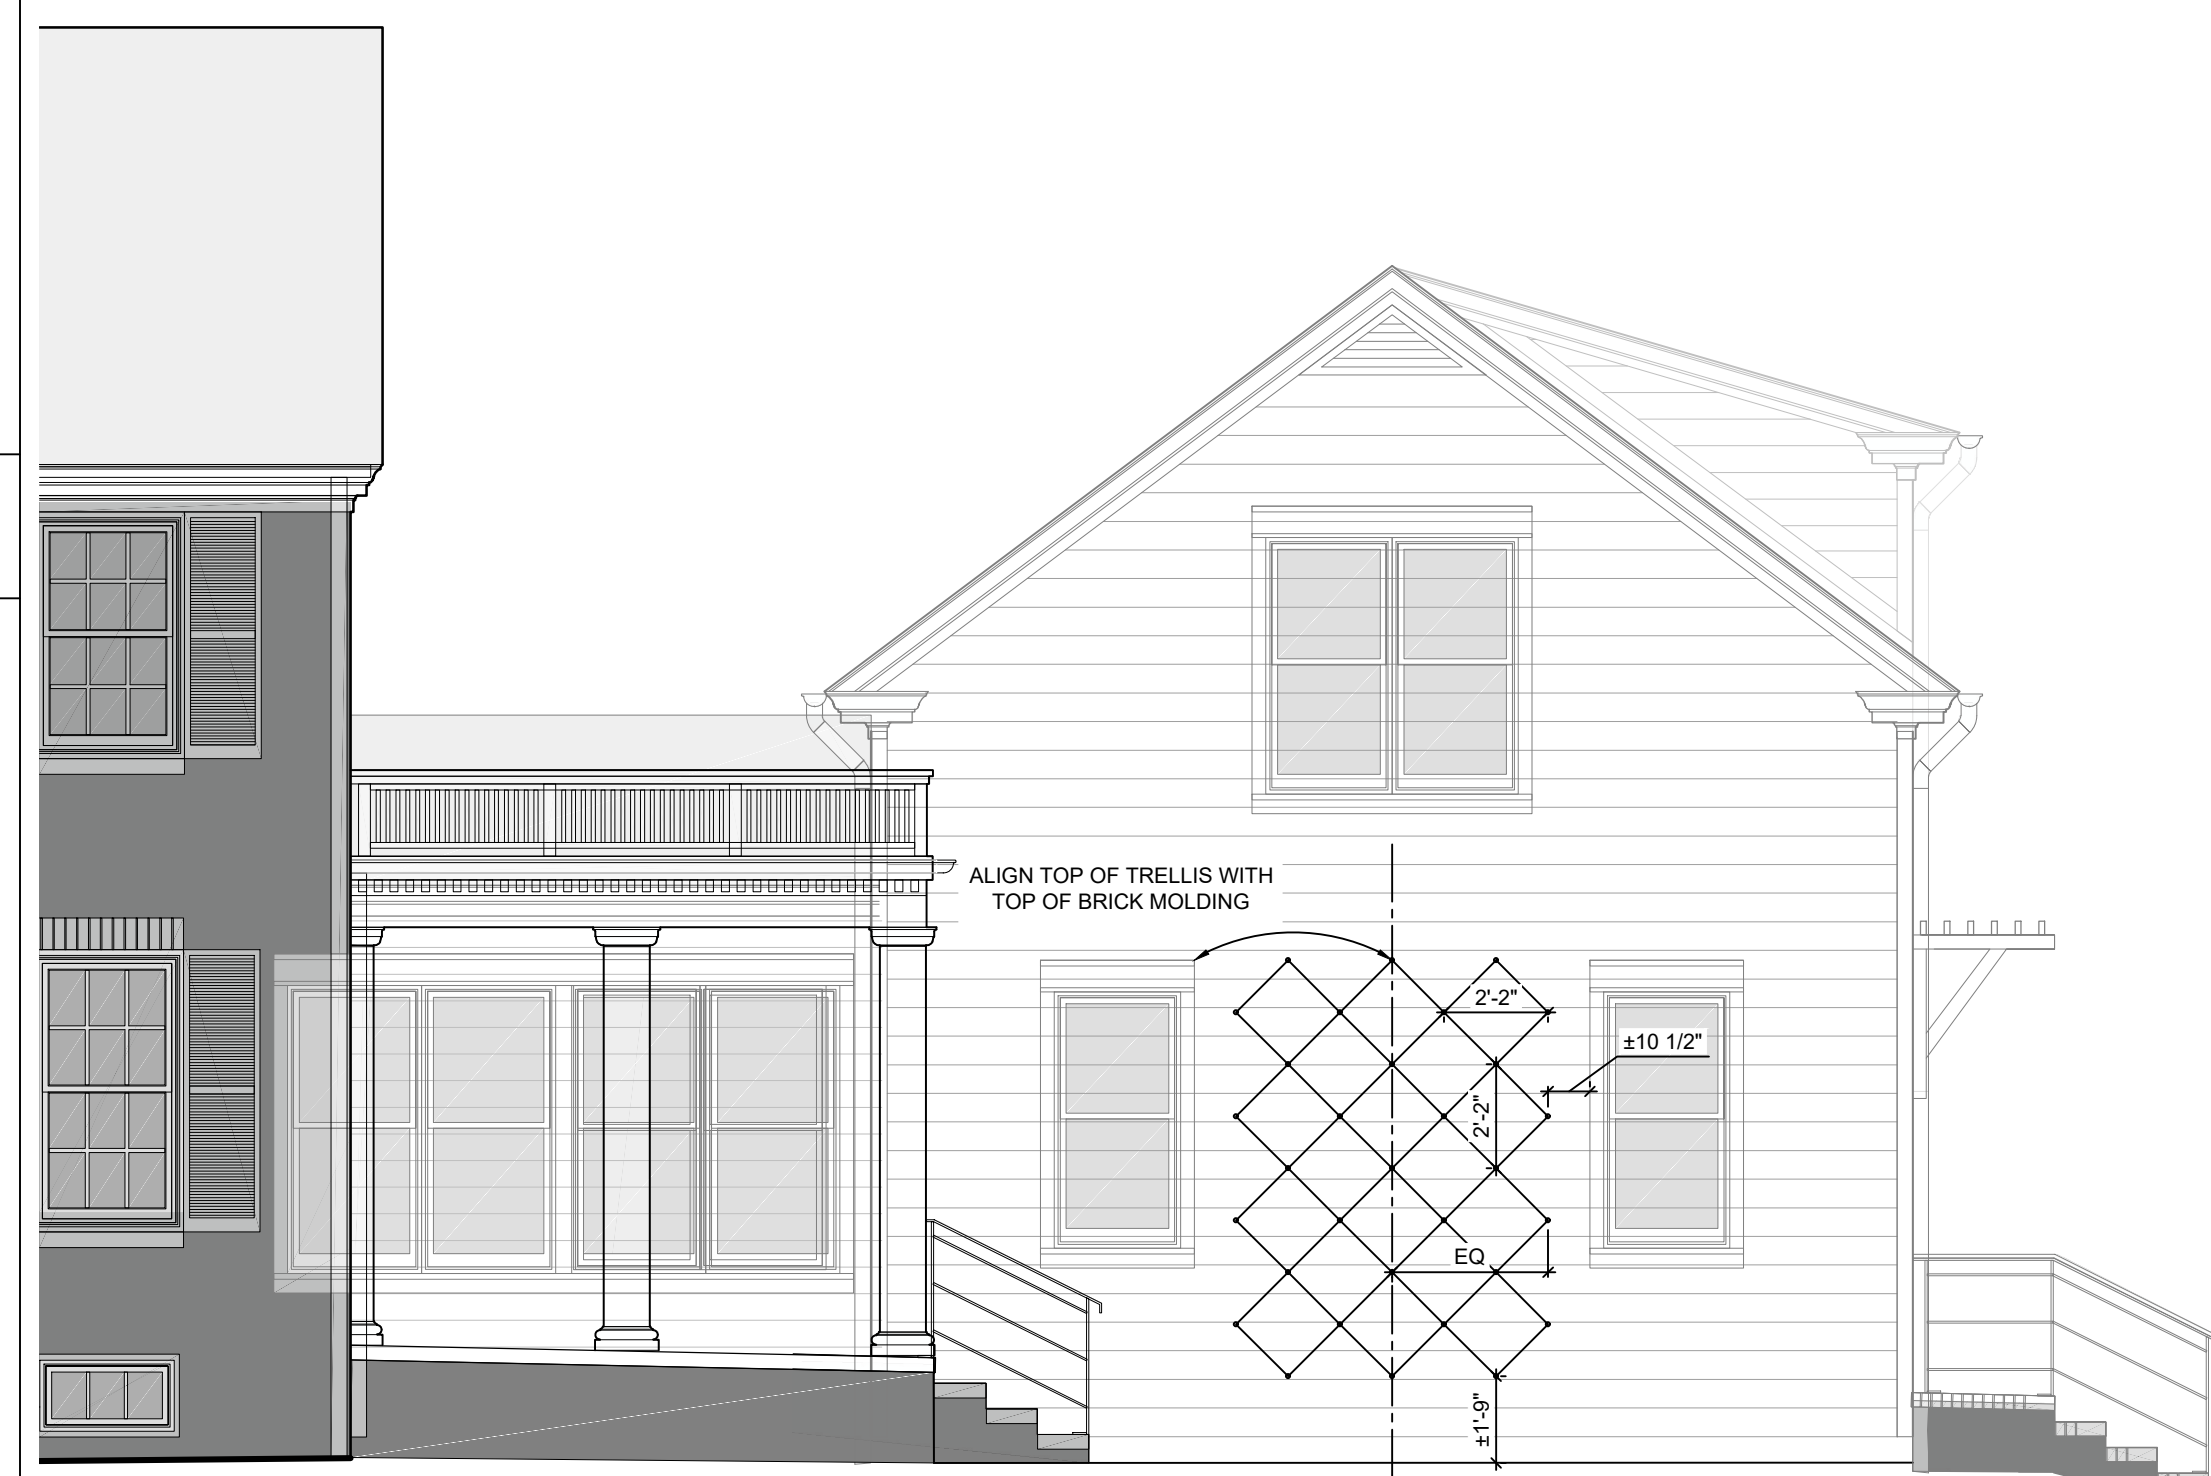 ALIGN TOP OF TRELLIS WITH
TOP OF BRICK MOLDING
2'-2"
±10 1/2"
2'-2"
EQ
±1'-9"